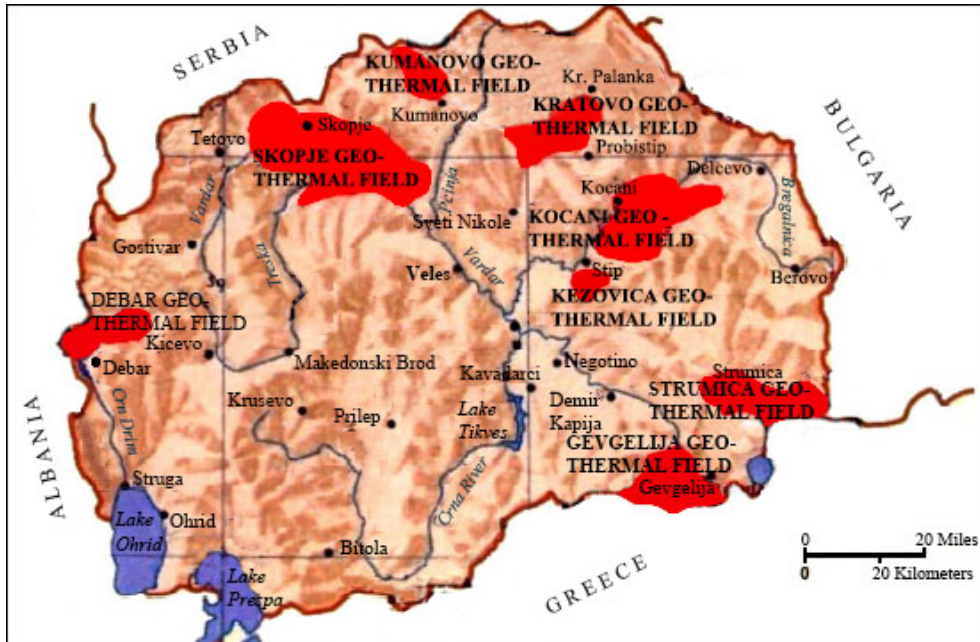 SERBIA
KUMANOVO GEO-
THERMAL FIELD
Kumanovo
Kr. Palanka
KRATOVO GEO-
THERMAL FIELD
Probistip
BULGARIA
Skopje
SKOPJE GEO-
THERMAL FIELD
Tetovo
Vardar
Pcinja
Delcevo
Kocani
KOCANI GEO -
THERMAL FIELD
Bregalnica
Sveti Nikole
Gostivar
Treska
Vardar
Veles
Stip
Berovo
KEZOVICA GEO-
THERMAL FIELD
DEBAR GEO-
THERMAL FIELD
Kicevo
Debar
Makedonski Brod
Negotino
Kavadarci
Strumica
STRUMICA GEO-
THERMAL FIELD
Krusevo
Prilep
Lake
Tikves
Demir
Kapija
ALBANIA
Crn Drim
GEVGELIJA GEO-
THERMAL FIELD
Gevgelija
Struga
Crna River
Lake
Ohrid
Ohrid
Bitola
Lake
Prespa
GREECE
0
20 Miles
0
20 Kilometers